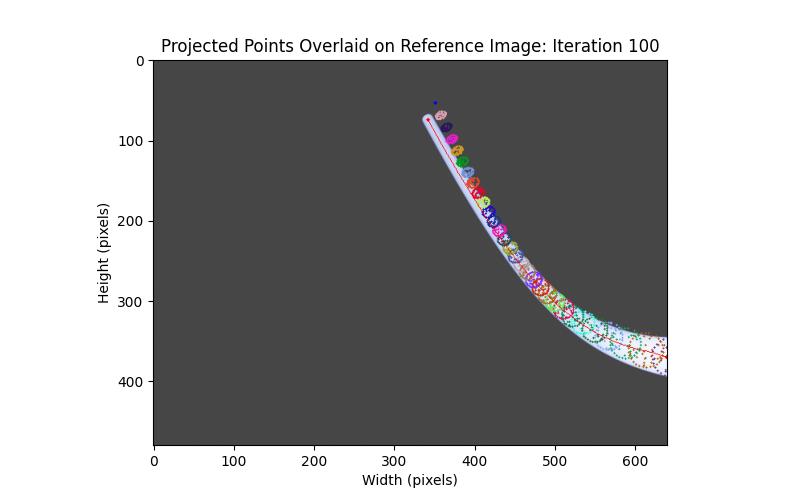 Projected Points Overlaid on Reference Image: Iteration 100
0
100
200
300
400
Height (pixels)
0 100 200 300 400 500 600
Width (pixels)